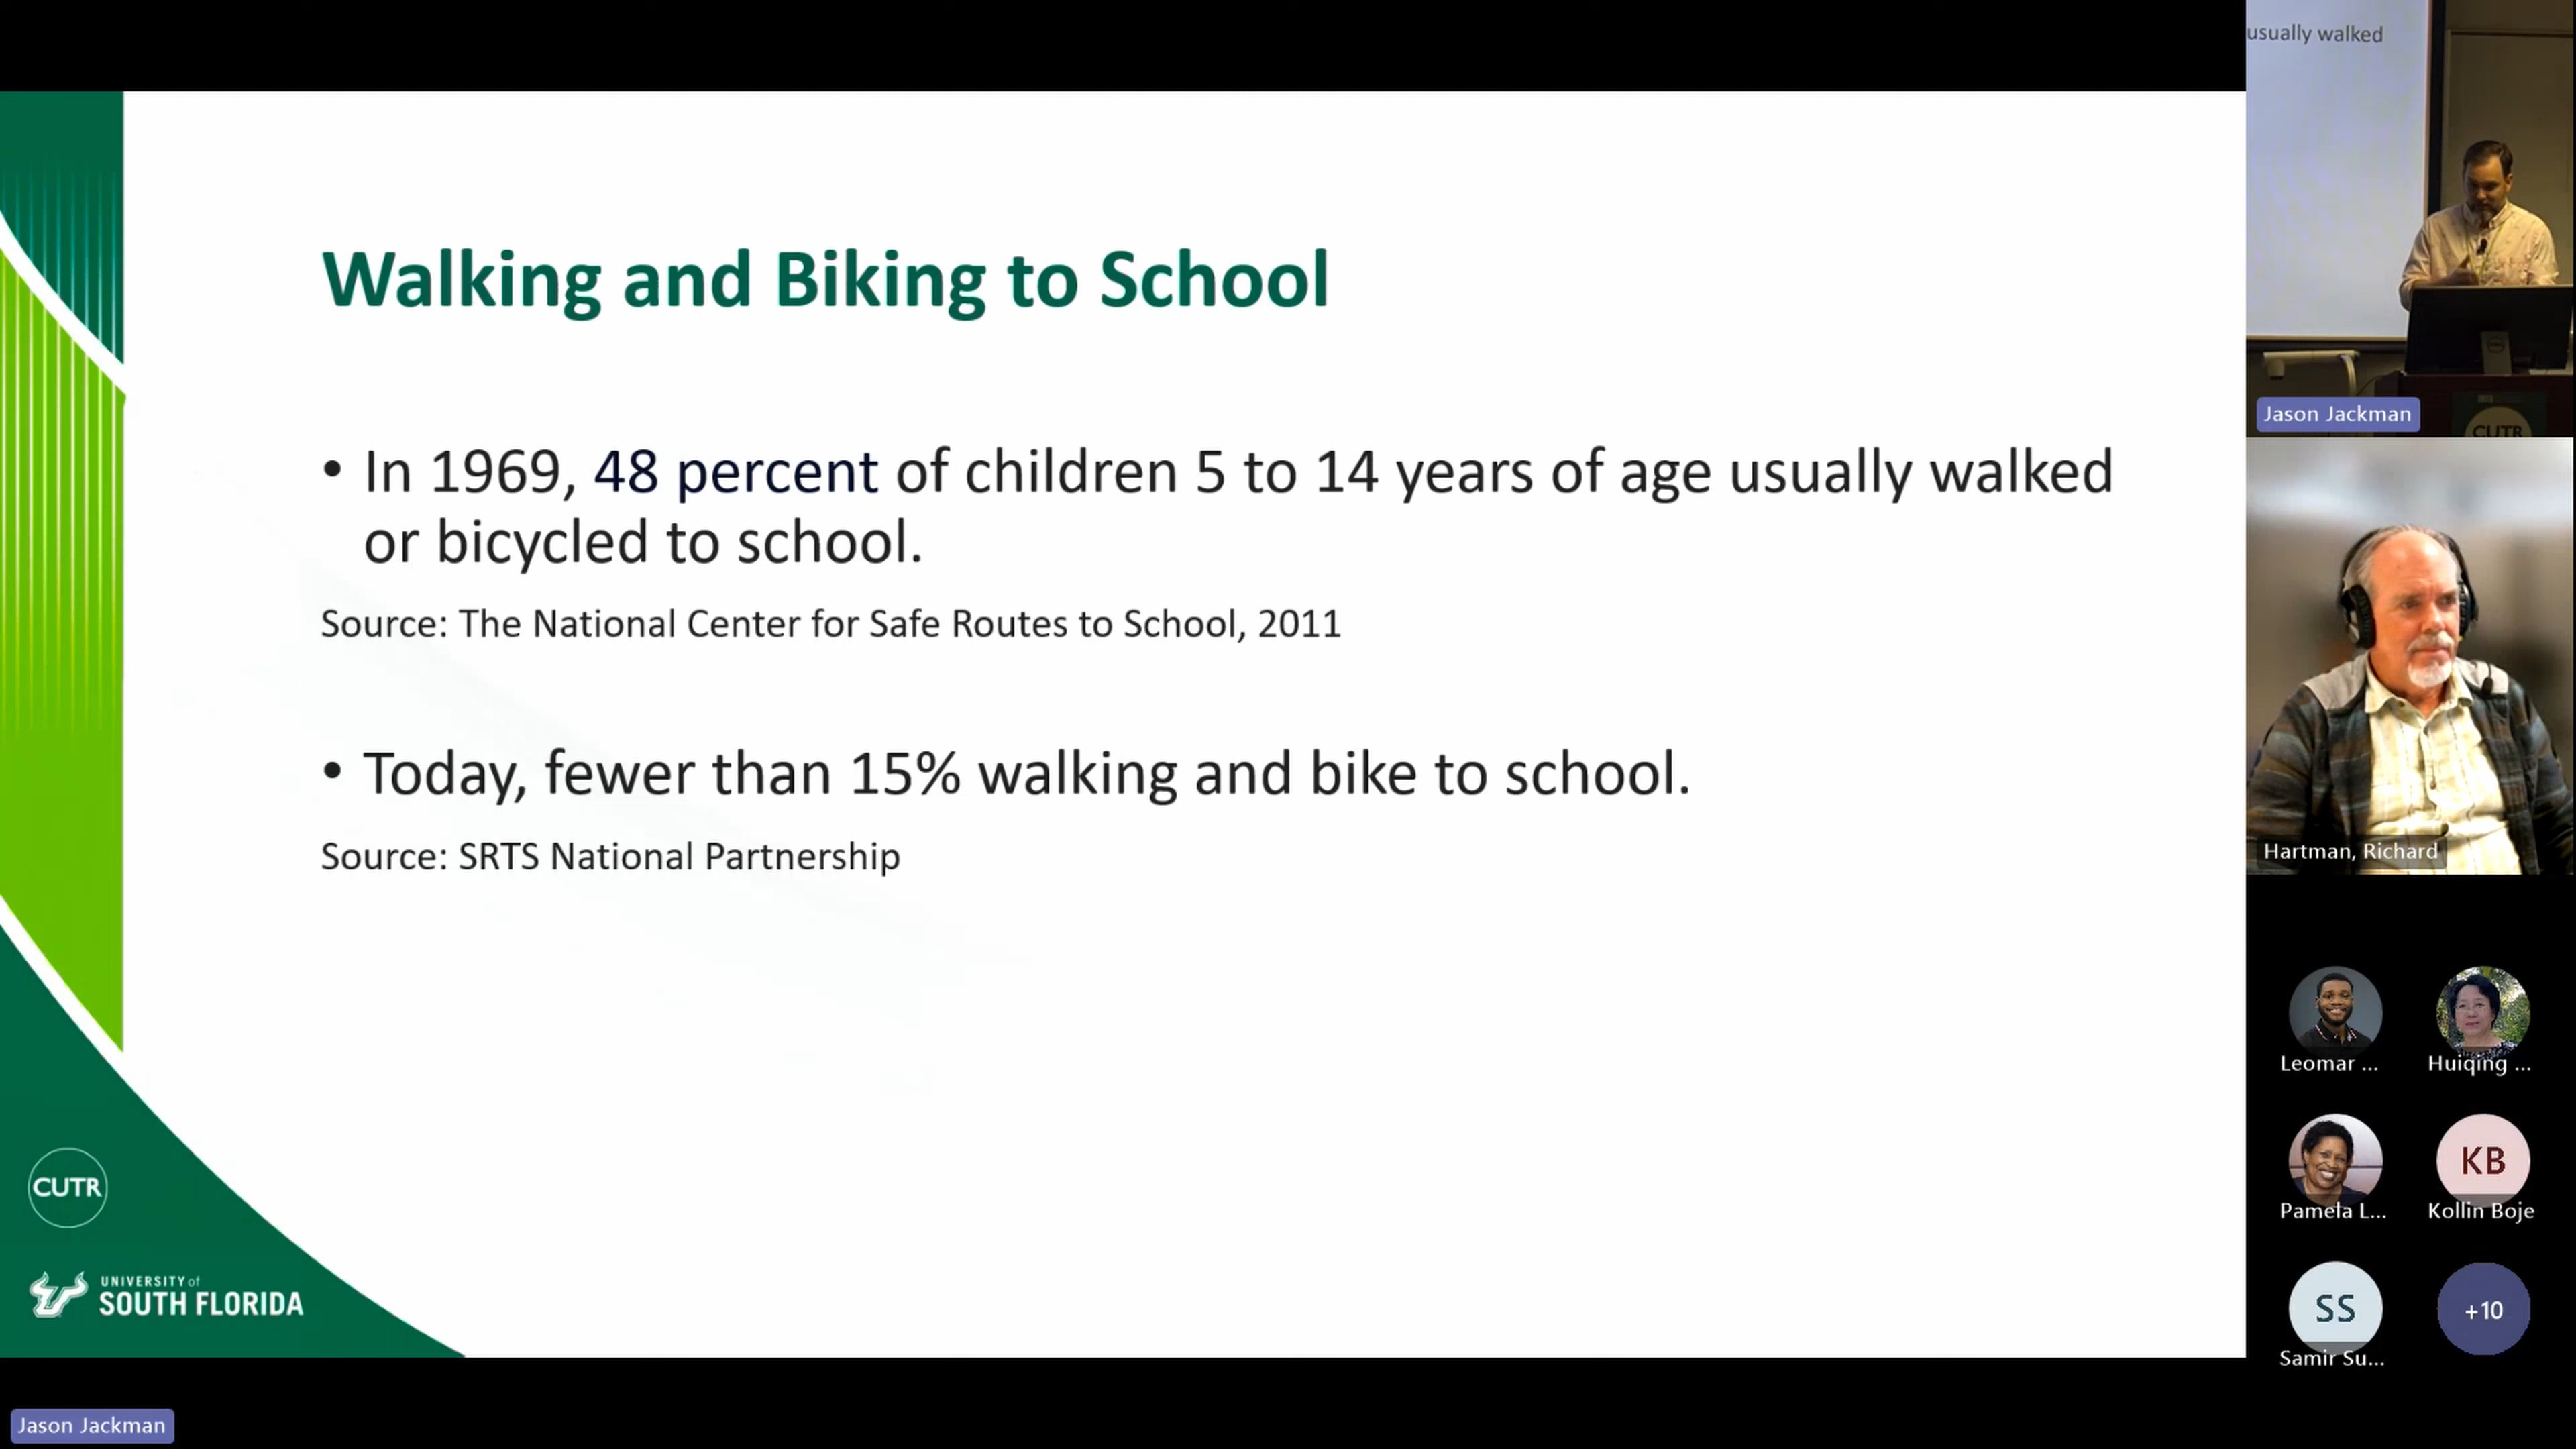 Walking and Biking to School
• In 1969, 48 percent of children 5 to 14 years of age usually walked
or bicycled to school.
Source: The National Center for Safe Routes to School, 2011
• Today, fewer than 15% walking and bike to school.
Source: SRTS National Partnership
CUTR
UNIVERSITY of
SOUTH FLORIDA
Jason Jackman
usually walked
CUTR
Jason Jackman
Hartman, Richard
Leomar ...
Huiqing ...
Pamela L...
KB
Kollin Boje
SS
Samir Su...
+10